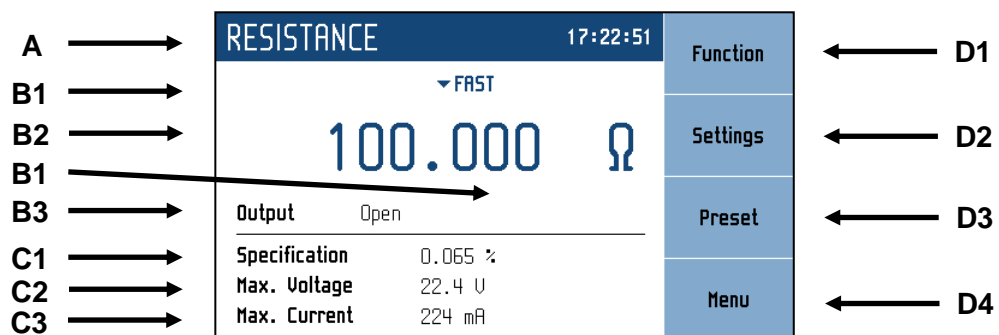 A RESISTANCE 17:22:51 Function D1
B1 FAST
B2 100.000 Ω Settings D2
B1
B3 Output Open Preset D3
C1 Specification 0.065 %
C2 Max. Voltage 22.4 V Menu D4
C3 Max. Current 224 mA